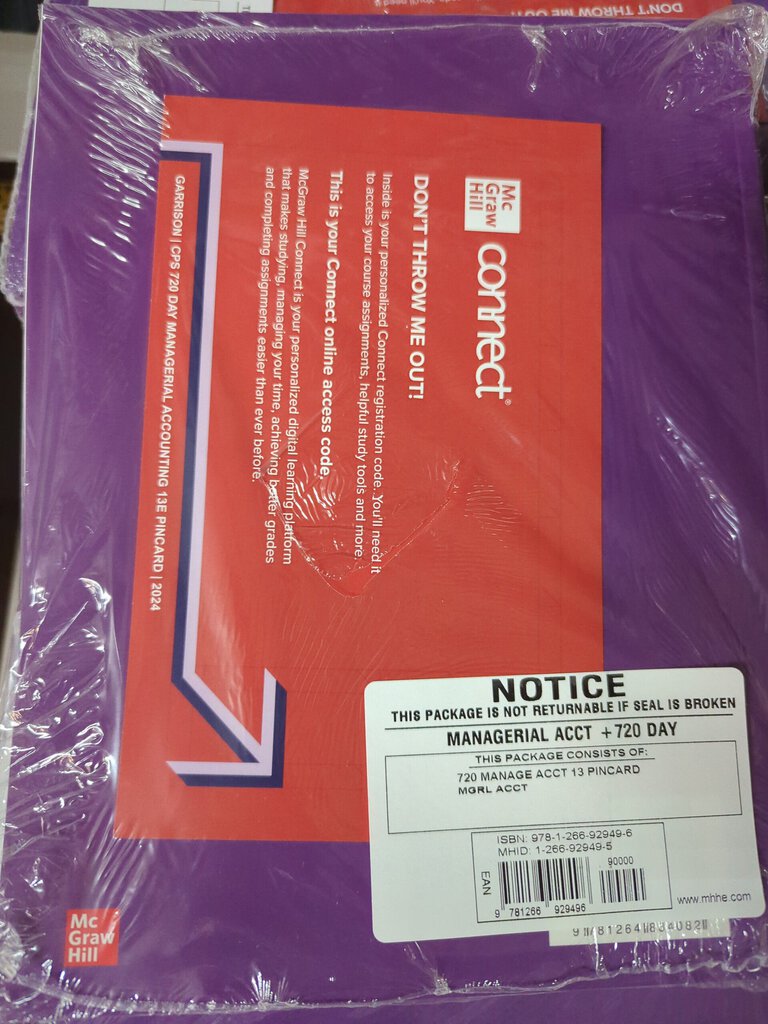 DON'T THROW ME OUT!
Mc
Graw
Hill
connect®
DON'T THROW ME OUT!
Inside is your personalized Connect registration code. You'll need it
to access your course assignments, helpful study tools and more.
This is your Connect online access code.
McGraw Hill Connect is your personalized digital learning platform
that makes studying, managing your time, achieving better grades
and completing assignments easier than ever before.
GARRISON | CPS 720 DAY MANAGERIAL ACCOUNTING 13E PINCARD | 2024
NOTICE
THIS PACKAGE IS NOT RETURNABLE IF SEAL IS BROKEN
MANAGERIAL ACCT +720 DAY
THIS PACKAGE CONSISTS OF:
720 MANAGE ACCT 13 PINCARD
MGRL ACCT
ISBN: 978-1-266-92949-6
MHID: 1-266-92949-5
90000
EAN
9 781266 929496
www.mhhe.com
Mc
Graw
Hill